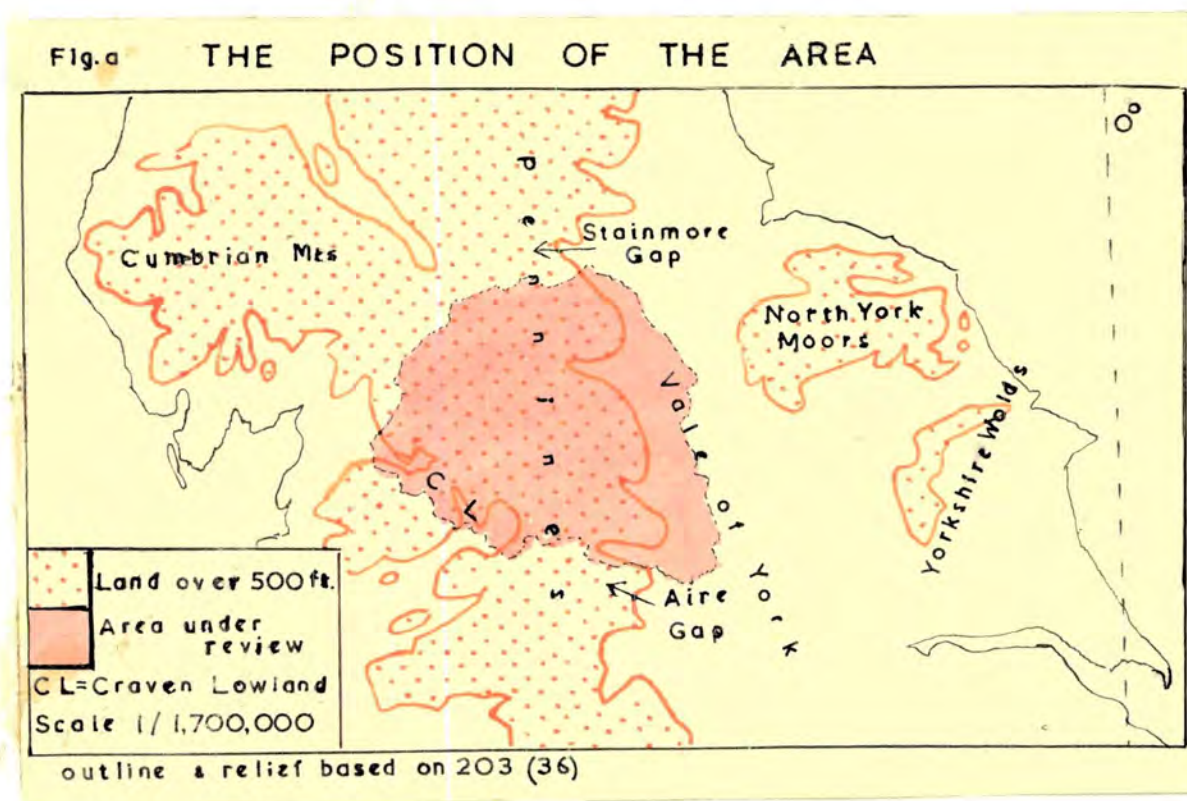 Fig.a THE POSITION OF THE AREA
0°
Pennines
Stainmore
Gap
Cumbrian Mts
North York
Moors
Vale of York
Yorkshire Wolds
CL
Land over 500 ft.
Area under
review
CL=Craven Lowland
Scale 1/1,700,000
Aire
Gap
outline & relief based on 203 (36)